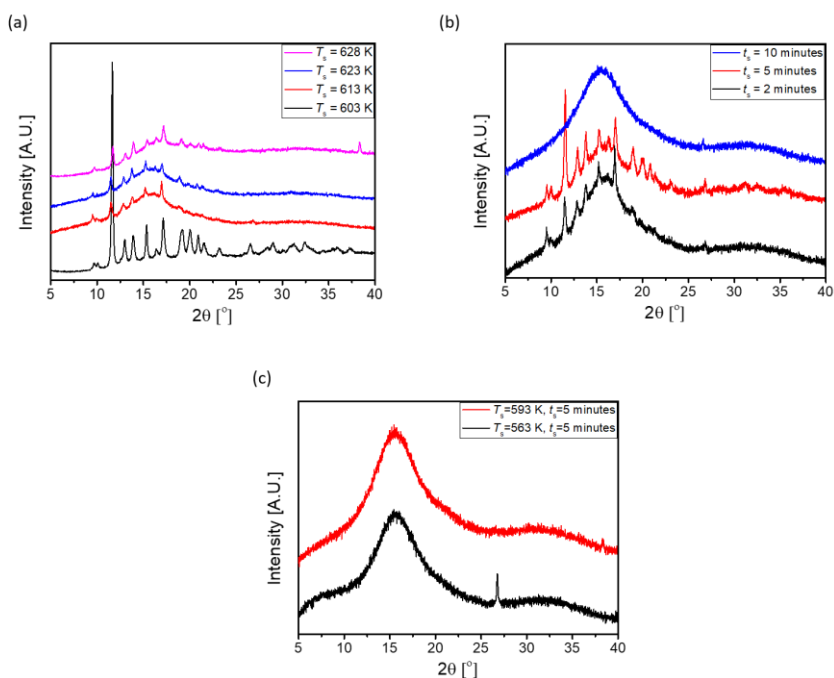 (a)
Intensity [A.U.]
Tₛ = 628 K
Tₛ = 623 K
Tₛ = 613 K
Tₛ = 603 K
5 10 15 20 25 30 35 40
2θ [°]
(b)
Intensity [A.U.]
tₛ = 10 minutes
tₛ = 5 minutes
tₛ = 2 minutes
5 10 15 20 25 30 35 40
2θ [°]
(c)
Intensity [A.U.]
Tₛ=593 K, tₛ=5 minutes
Tₛ=563 K, tₛ=5 minutes
5 10 15 20 25 30 35 40
2θ [°]